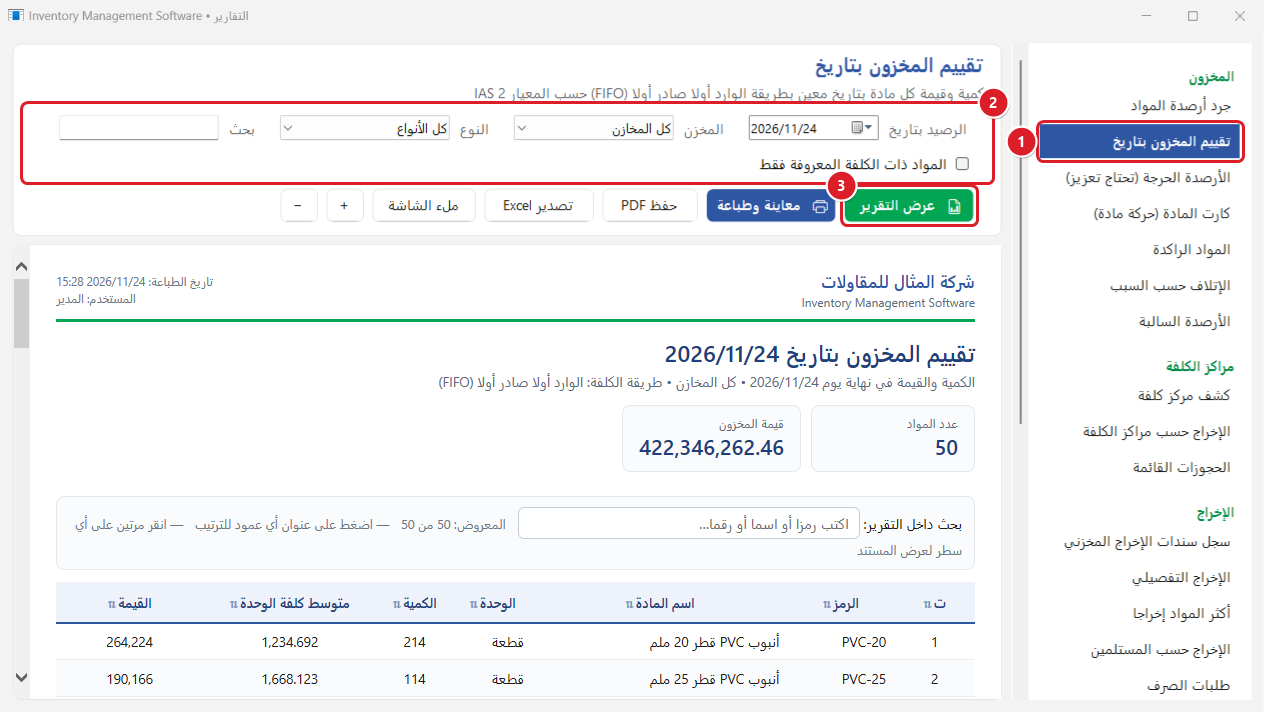 Inventory Management Software • التقارير
المخزون
جرد أرصدة المواد
تقييم المخزون بتاريخ
الأرصدة الحرجة (تحتاج تعزيز)
كارت المادة (حركة مادة)
المواد الراكدة
الإتلاف حسب السبب
الأرصدة السالبة
مراكز الكلفة
كشف مركز كلفة
الإخراج حسب مراكز الكلفة
الحجوزات القائمة
الإخراج
سجل سندات الإخراج المخزني
الإخراج التفصيلي
أكثر المواد إخراجا
الإخراج حسب المستلمين
طلبات الصرف
1
تقييم المخزون بتاريخ
كمية وقيمة كل مادة بتاريخ معين بطريقة الوارد أولا صادر أولا (FIFO) حسب المعيار IAS 2
2
الرصيد بتاريخ 2026/11/24 المخزن كل المخازن النوع كل الأنواع بحث
المواد ذات الكلفة المعروفة فقط
3
عرض التقرير معاينة وطباعة حفظ PDF تصدير Excel ملء الشاشة + −
شركة المثال للمقاولات
Inventory Management Software
تاريخ الطباعة: 2026/11/24 15:28
المستخدم: المدير
تقييم المخزون بتاريخ 2026/11/24
الكمية والقيمة في نهاية يوم 2026/11/24 • كل المخازن • طريقة الكلفة: الوارد أولا صادر أولا (FIFO)
عدد المواد
50
قيمة المخزون
422,346,262.46
بحث داخل التقرير: اكتب رمزا أو اسما أو رقما... المعروض: 50 من 50 — اضغط على عنوان أي عمود للترتيب — انقر مرتين على أي
سطر لعرض المستند
ت الرمز اسم المادة الوحدة الكمية متوسط كلفة الوحدة القيمة
1 PVC-20 أنبوب PVC قطر 20 ملم قطعة 214 1,234.692 264,224
2 PVC-25 أنبوب PVC قطر 25 ملم قطعة 114 1,668.123 190,166